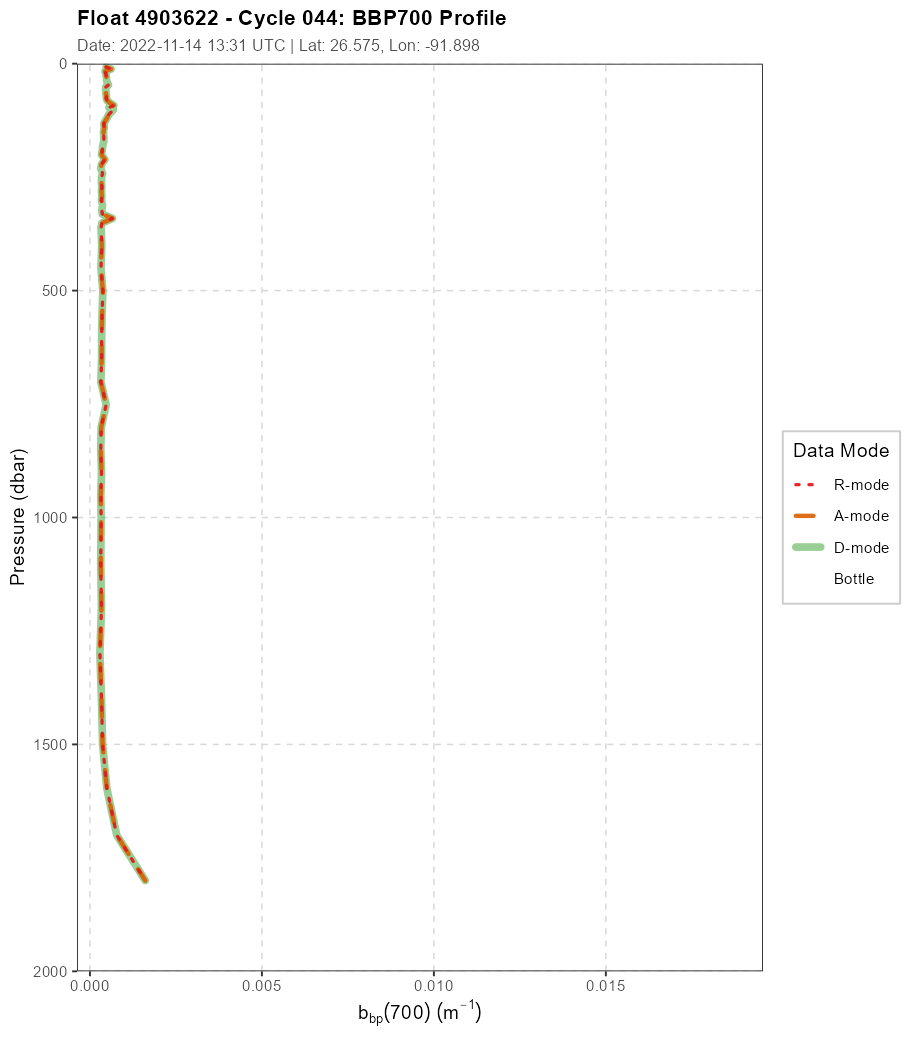 Float 4903622 - Cycle 044: BBP700 Profile
Date: 2022-11-14 13:31 UTC | Lat: 26.575, Lon: -91.898
0
500
1000
1500
2000
Pressure (dbar)
0.000 0.005 0.010 0.015
b_bp(700) (m⁻¹)
Data Mode
R-mode
A-mode
D-mode
Bottle